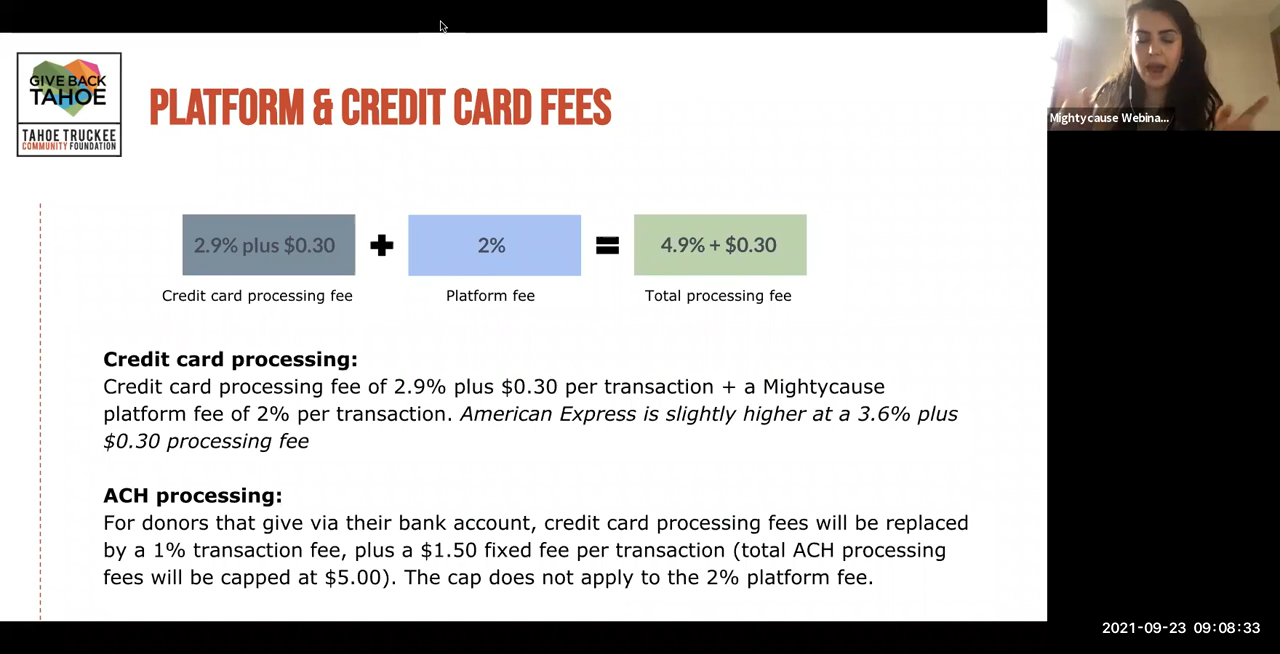 GIVE BACK
TAHOE
TAHOE TRUCKEE
COMMUNITY FOUNDATION
PLATFORM & CREDIT CARD FEES
2.9% plus $0.30
2%
4.9% + $0.30
Credit card processing fee
Platform fee
Total processing fee
Credit card processing:
Credit card processing fee of 2.9% plus $0.30 per transaction + a Mightycause
platform fee of 2% per transaction. American Express is slightly higher at a 3.6% plus
$0.30 processing fee
ACH processing:
For donors that give via their bank account, credit card processing fees will be replaced
by a 1% transaction fee, plus a $1.50 fixed fee per transaction (total ACH processing
fees will be capped at $5.00). The cap does not apply to the 2% platform fee.
Mightycause Webina...
2021-09-23 09:08:33